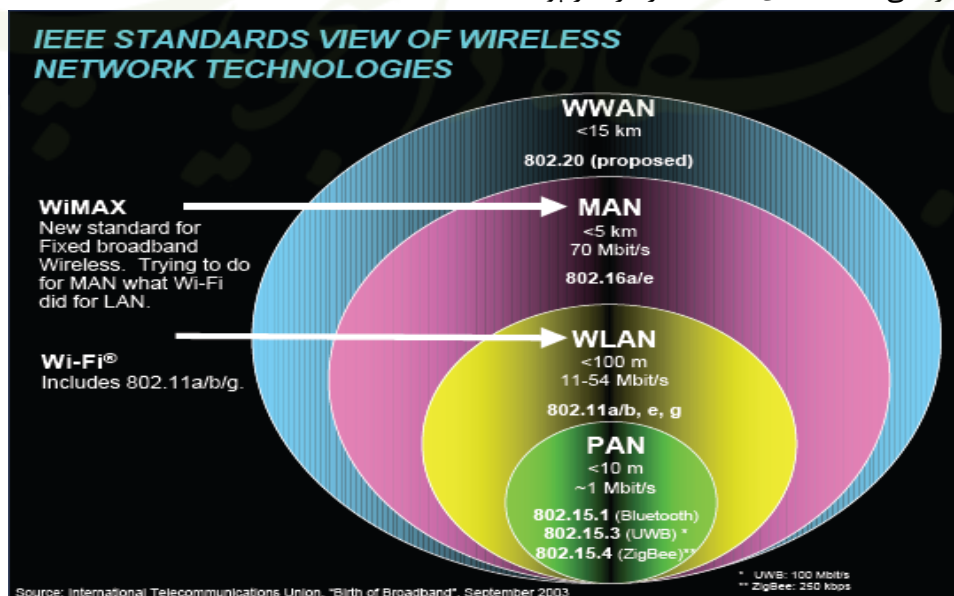 IEEE STANDARDS VIEW OF WIRELESS
NETWORK TECHNOLOGIES
WWAN
<15 km
802.20 (proposed)
WiMAX
New standard for
Fixed broadband
Wireless. Trying to do
for MAN what Wi-Fi
did for LAN.
MAN
<5 km
70 Mbit/s
802.16a/e
Wi-Fi®
Includes 802.11a/b/g.
WLAN
<100 m
11-54 Mbit/s
802.11a/b, e, g
PAN
<10 m
~1 Mbit/s
802.15.1 (Bluetooth)
802.15.3 (UWB) *
802.15.4 (ZigBee)**
* UWB: 100 Mbit/s
** ZigBee: 250 kbps
Source: International Telecommunications Union, "Birth of Broadband", September 2003